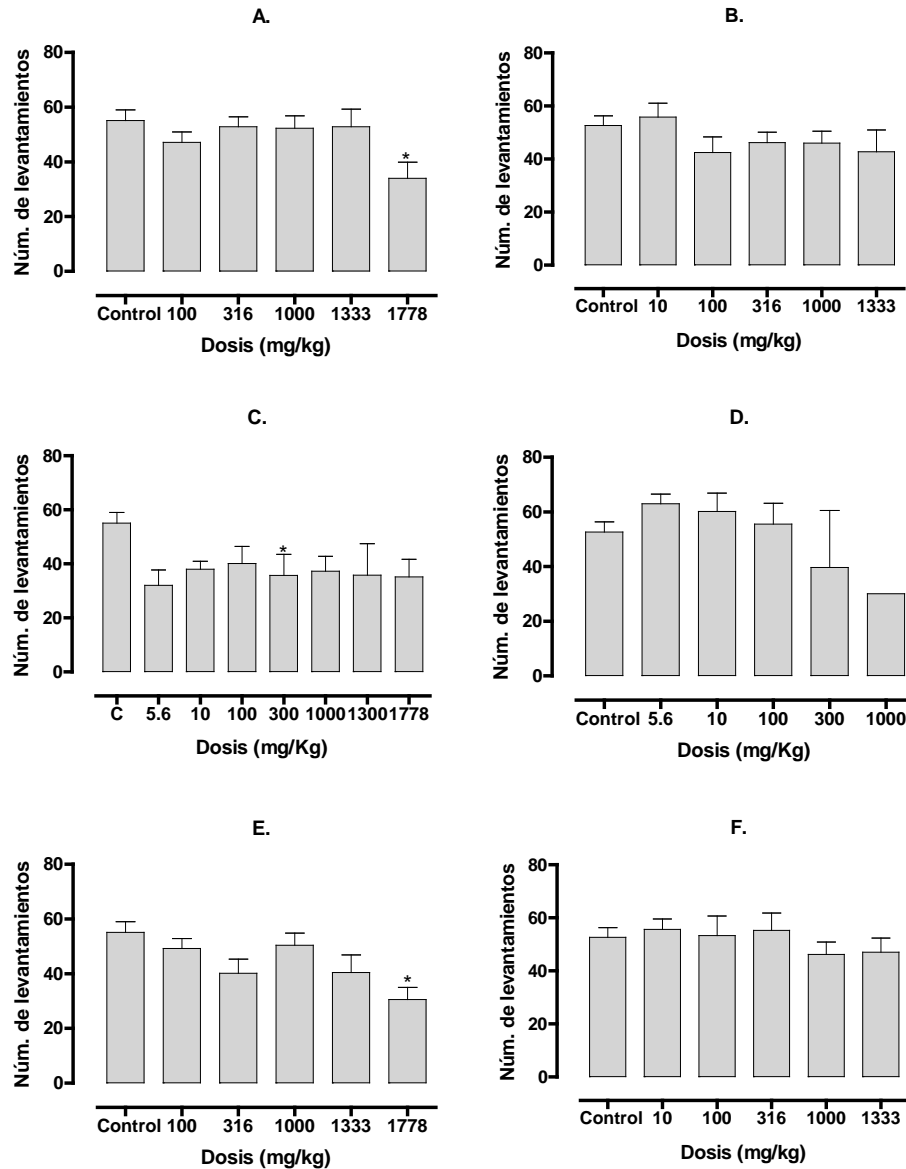 A.
Núm. de levantamientos
80
60
40
20
0
*
Control 100 316 1000 1333 1778
Dosis (mg/kg)
B.
Núm. de levantamientos
80
60
40
20
0
Control 10 100 316 1000 1333
Dosis (mg/kg)
C.
Núm. de levantamientos
80
60
40
20
0
*
C 5.6 10 100 300 1000 1300 1778
Dosis (mg/Kg)
D.
Núm. de levantamientos
80
60
40
20
0
Control 5.6 10 100 300 1000
Dosis (mg/Kg)
E.
Núm. de levantamientos
80
60
40
20
0
*
Control 100 316 1000 1333 1778
Dosis (mg/kg)
F.
Núm. de levantamientos
80
60
40
20
0
Control 10 100 316 1000 1333
Dosis (mg/kg)